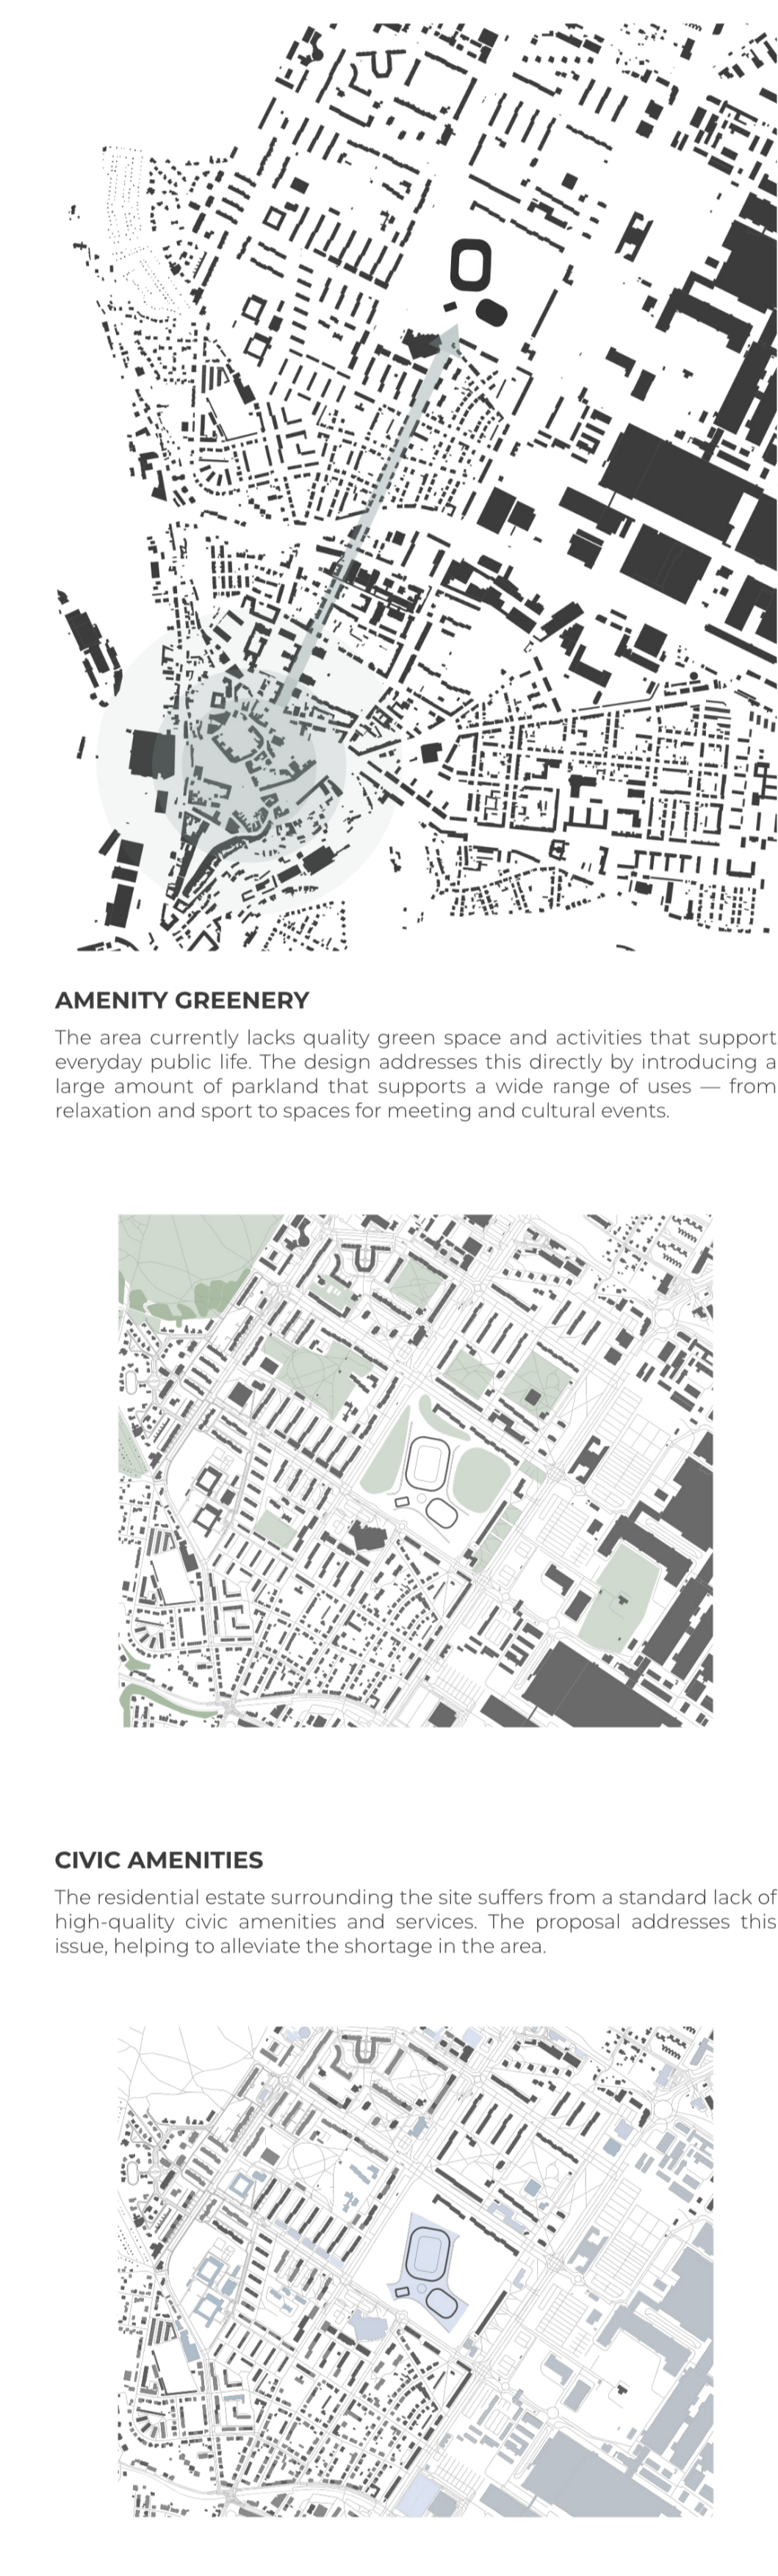 AMENITY GREENERY
The area currently lacks quality green space and activities that support
everyday public life. The design addresses this directly by introducing a
large amount of parkland that supports a wide range of uses — from
relaxation and sport to spaces for meeting and cultural events.
CIVIC AMENITIES
The residential estate surrounding the site suffers from a standard lack of
high-quality civic amenities and services. The proposal addresses this
issue, helping to alleviate the shortage in the area.